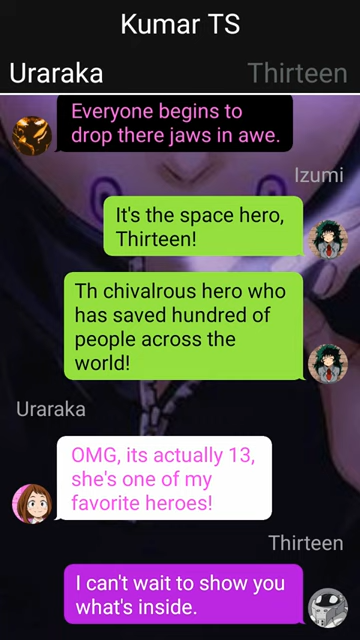 Kumar TS
Uraraka
Thirteen
Everyone begins to
drop there jaws in awe.
Izumi
It's the space hero,
Thirteen!
Th chivalrous hero who
has saved hundred of
people across the
world!
Uraraka
OMG, its actually 13,
she's one of my
favorite heroes!
Thirteen
I can't wait to show you
what's inside.